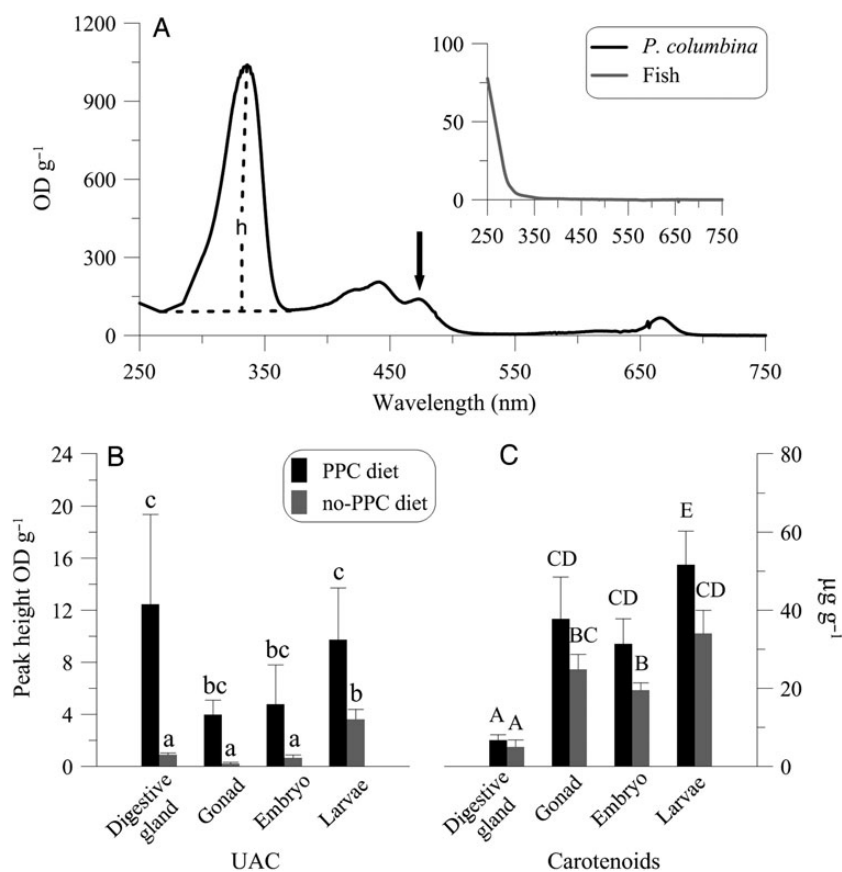 A
1200
900
600
300
0
OD g⁻¹
250 350 450 550 650 750
Wavelength (nm)
h
100
75
50
25
0
250 350 450 550 650 750
P. columbina
Fish
B
24
20
16
12
8
4
0
Peak height OD g⁻¹
PPC diet
no-PPC diet
c
a
bc
a
bc
a
c
b
Digestive
gland
Gonad
Embryo
Larvae
UAC
C
80
60
40
20
0
µg g⁻¹
A
A
CD
BC
CD
B
E
CD
Digestive
gland
Gonad
Embryo
Larvae
Carotenoids